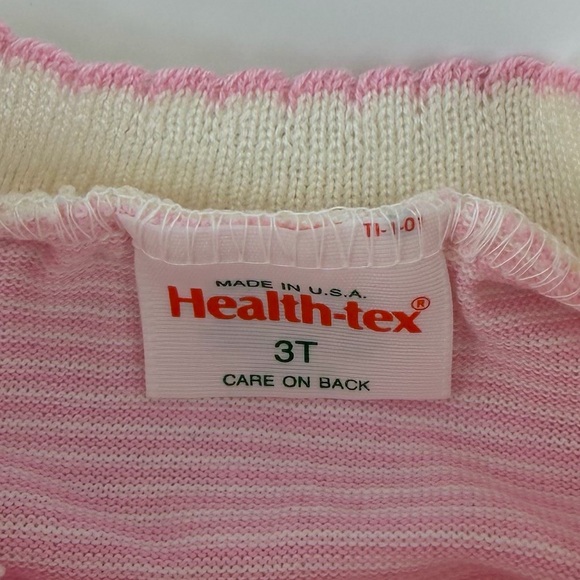 MADE IN U.S.A.
Health-tex®
3T
CARE ON BACK